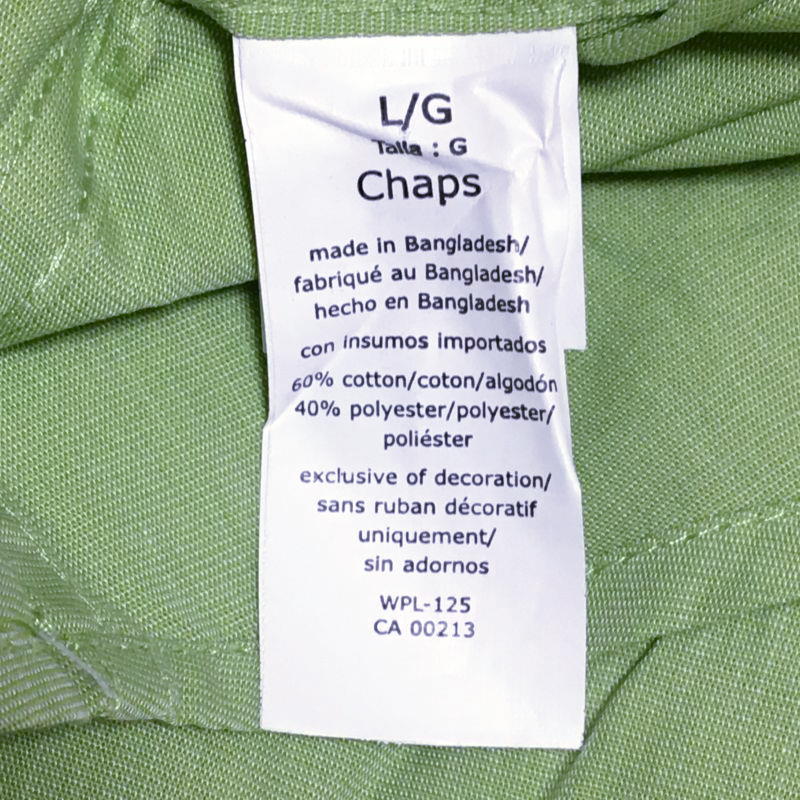 L/G
Talla : G
Chaps
made in Bangladesh/
fabriqué au Bangladesh/
hecho en Bangladesh
con insumos importados
60% cotton/coton/algodón
40% polyester/polyester/
poliéster
exclusive of decoration/
sans ruban décoratif
uniquement/
sin adornos
WPL-125
CA 00213